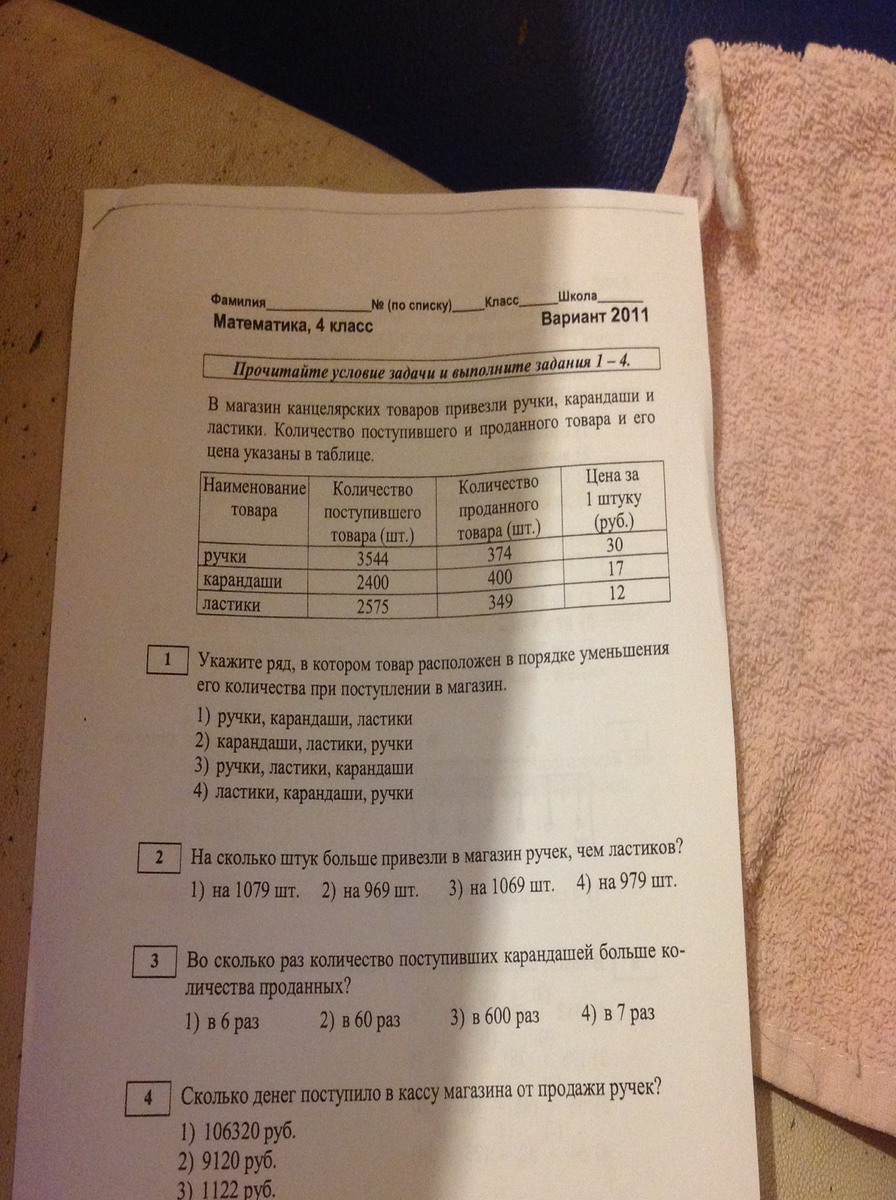 Фамилия____________№ (по списку)____Класс_____Школа______
Математика, 4 класс Вариант 2011
Прочитайте условие задачи и выполните задания 1 – 4.
В магазин канцелярских товаров привезли ручки, карандаши и
ластики. Количество поступившего и проданного товара и его
цена указаны в таблице.
Наименование товара | Количество поступившего товара (шт.) | Количество проданного товара (шт.) | Цена за 1 штуку (руб.)
ручки | 3544 | 374 | 30
карандаши | 2400 | 400 | 17
ластики | 2575 | 349 | 12
1 Укажите ряд, в котором товар расположен в порядке уменьшения
его количества при поступлении в магазин.
1) ручки, карандаши, ластики
2) карандаши, ластики, ручки
3) ручки, ластики, карандаши
4) ластики, карандаши, ручки
2 На сколько штук больше привезли в магазин ручек, чем ластиков?
1) на 1079 шт. 2) на 969 шт. 3) на 1069 шт. 4) на 979 шт.
3 Во сколько раз количество поступивших карандашей больше ко-
личества проданных?
1) в 6 раз 2) в 60 раз 3) в 600 раз 4) в 7 раз
4 Сколько денег поступило в кассу магазина от продажи ручек?
1) 106320 руб.
2) 9120 руб.
3) 1122 руб.